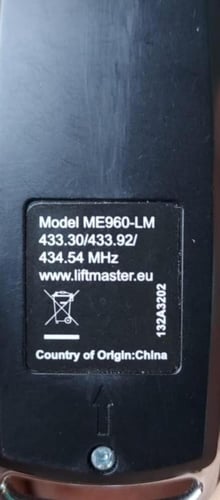 Model ME960-LM
433.30/433.92/
434.54 MHz
www.liftmaster.eu
132A3202
Country of Origin:China